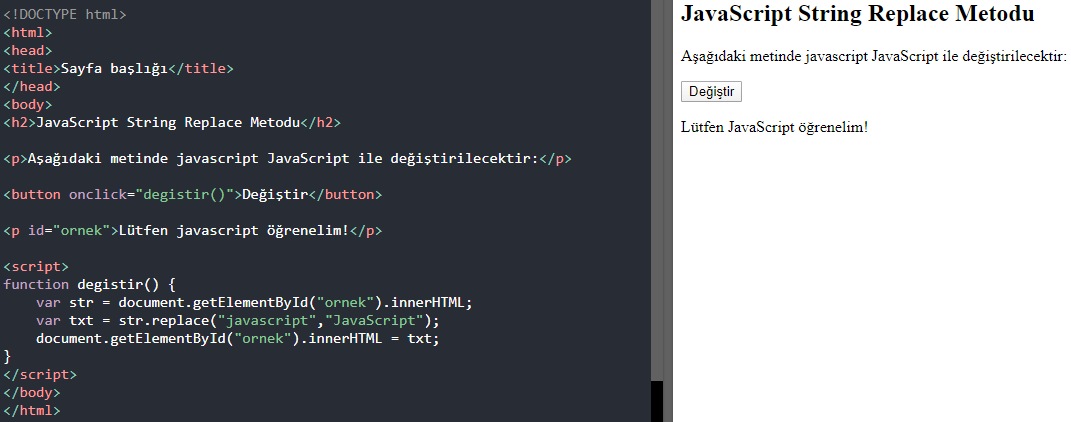 <!DOCTYPE html>
<html>
<head>
<title>Sayfa başlığı</title>
</head>
<body>
<h2>JavaScript String Replace Metodu</h2>
<p>Aşağıdaki metinde javascript JavaScript ile değiştirilecektir:</p>
<button onclick="degistir()">Değiştir</button>
<p id="ornek">Lütfen javascript öğrenelim!</p>
<script>
function degistir() {
    var str = document.getElementById("ornek").innerHTML;
    var txt = str.replace("javascript","JavaScript");
    document.getElementById("ornek").innerHTML = txt;
}
</script>
</body>
</html>
JavaScript String Replace Metodu
Aşağıdaki metinde javascript JavaScript ile değiştirilecektir:
Değiştir
Lütfen JavaScript öğrenelim!